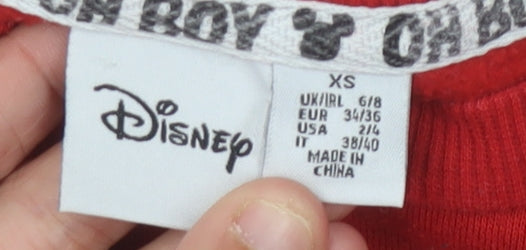 OH BOY OH BO
Disney
XS
UK/IRL 6/8
EUR 34/36
USA 2/4
IT 38/40
MADE IN
CHINA